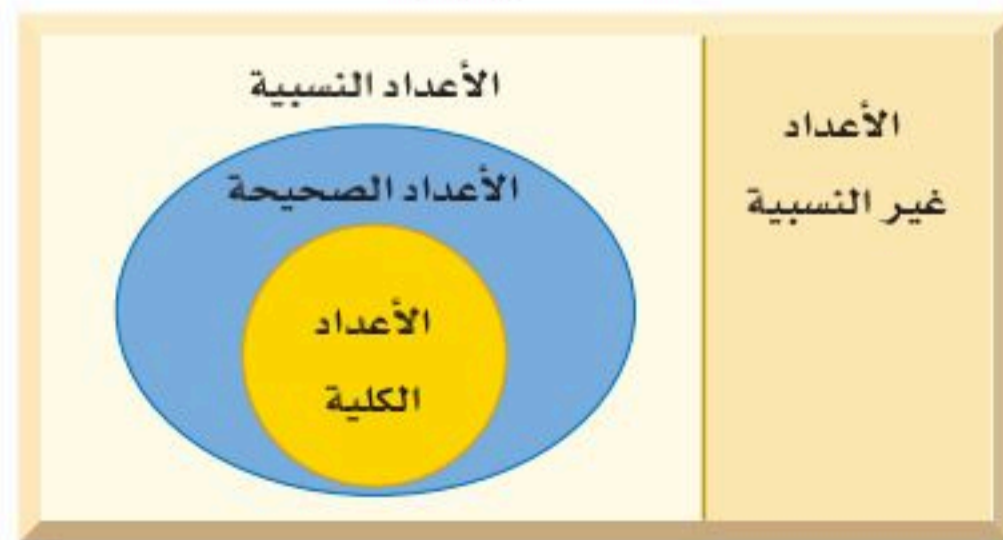 الأعداد النسبية
الأعداد الصحيحة
الأعداد
الكلية
الأعداد
غير النسبية